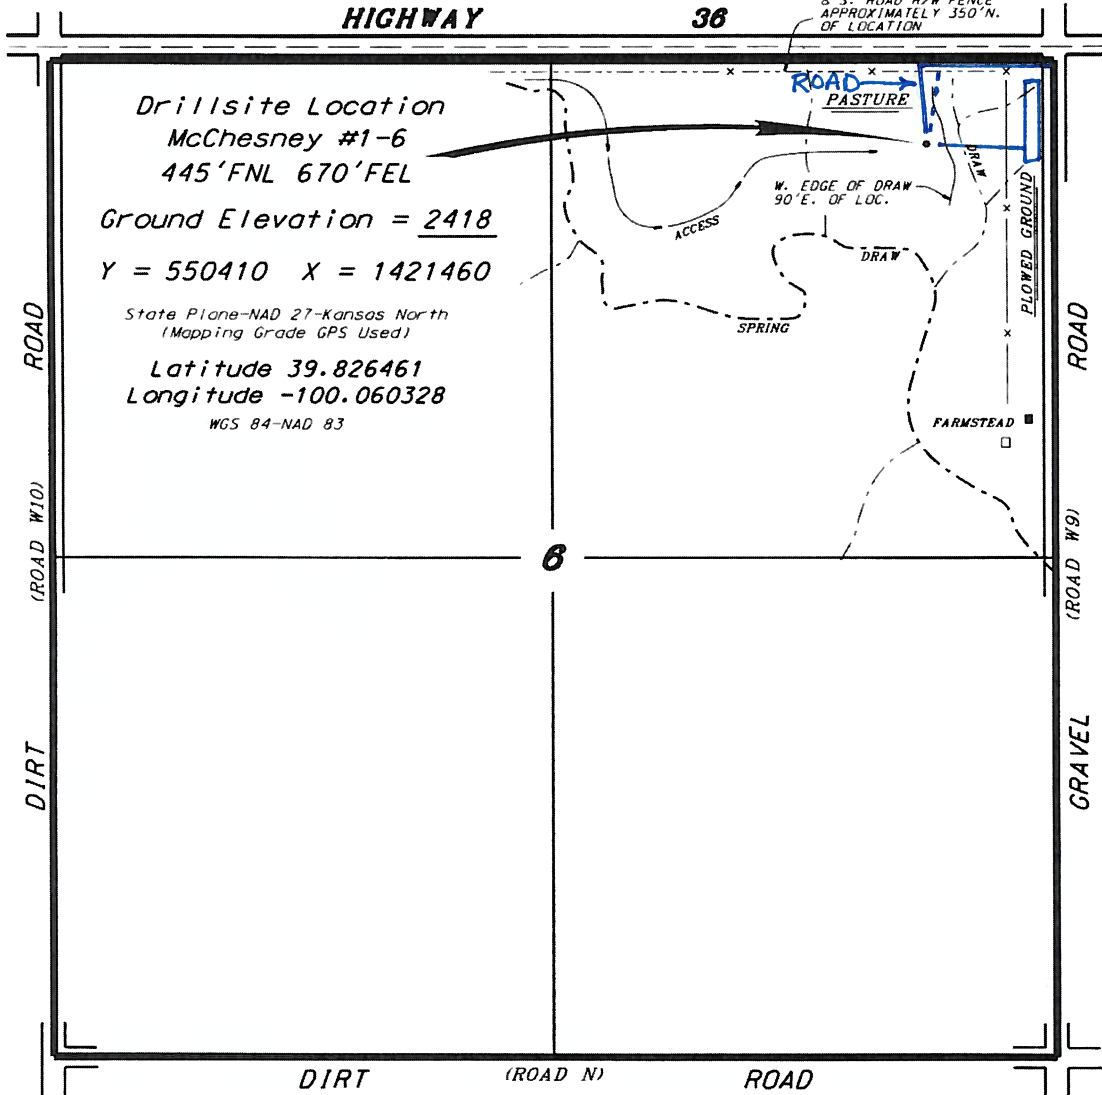 HIGHWAY 36
& S. ROAD R/W FENCE
APPROXIMATELY 350'N.
OF LOCATION
ROAD
PASTURE
Drillsite Location
McChesney #1-6
445'FNL 670'FEL
Ground Elevation = 2418
Y = 550410 X = 1421460
State Plane-NAD 27-Kansas North
(Mapping Grade GPS Used)
Latitude 39.826461
Longitude -100.060328
WGS 84-NAD 83
DRAW
W. EDGE OF DRAW
90'E. OF LOC.
ACCESS
DRAW
SPRING
PLOWED GROUND
FARMSTEAD
ROAD
(ROAD W10)
DIRT
6
ROAD
(ROAD W9)
GRAVEL
DIRT (ROAD N) ROAD